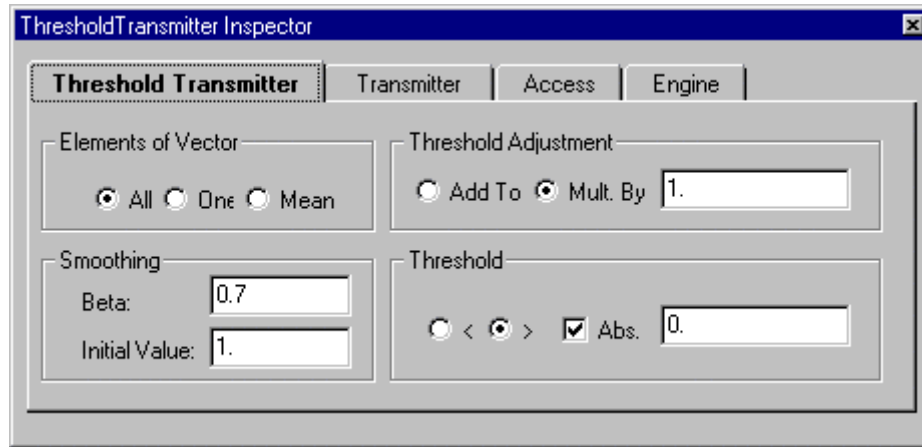 ThresholdTransmitter Inspector
Threshold Transmitter Transmitter Access Engine
Elements of Vector
All One Mean
Threshold Adjustment
Add To Mult. By 1.
Smoothing
Beta: 0.7
Initial Value: 1.
Threshold
< > Abs. 0.